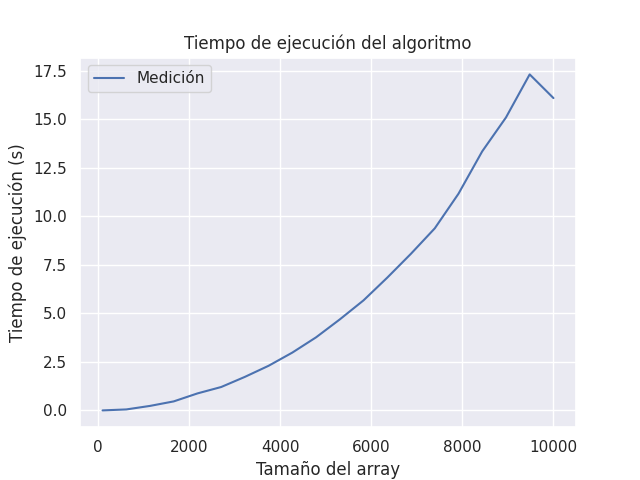 Tiempo de ejecución del algoritmo
Medición
Tiempo de ejecución (s)
17.5
15.0
12.5
10.0
7.5
5.0
2.5
0.0
0 2000 4000 6000 8000 10000
Tamaño del array